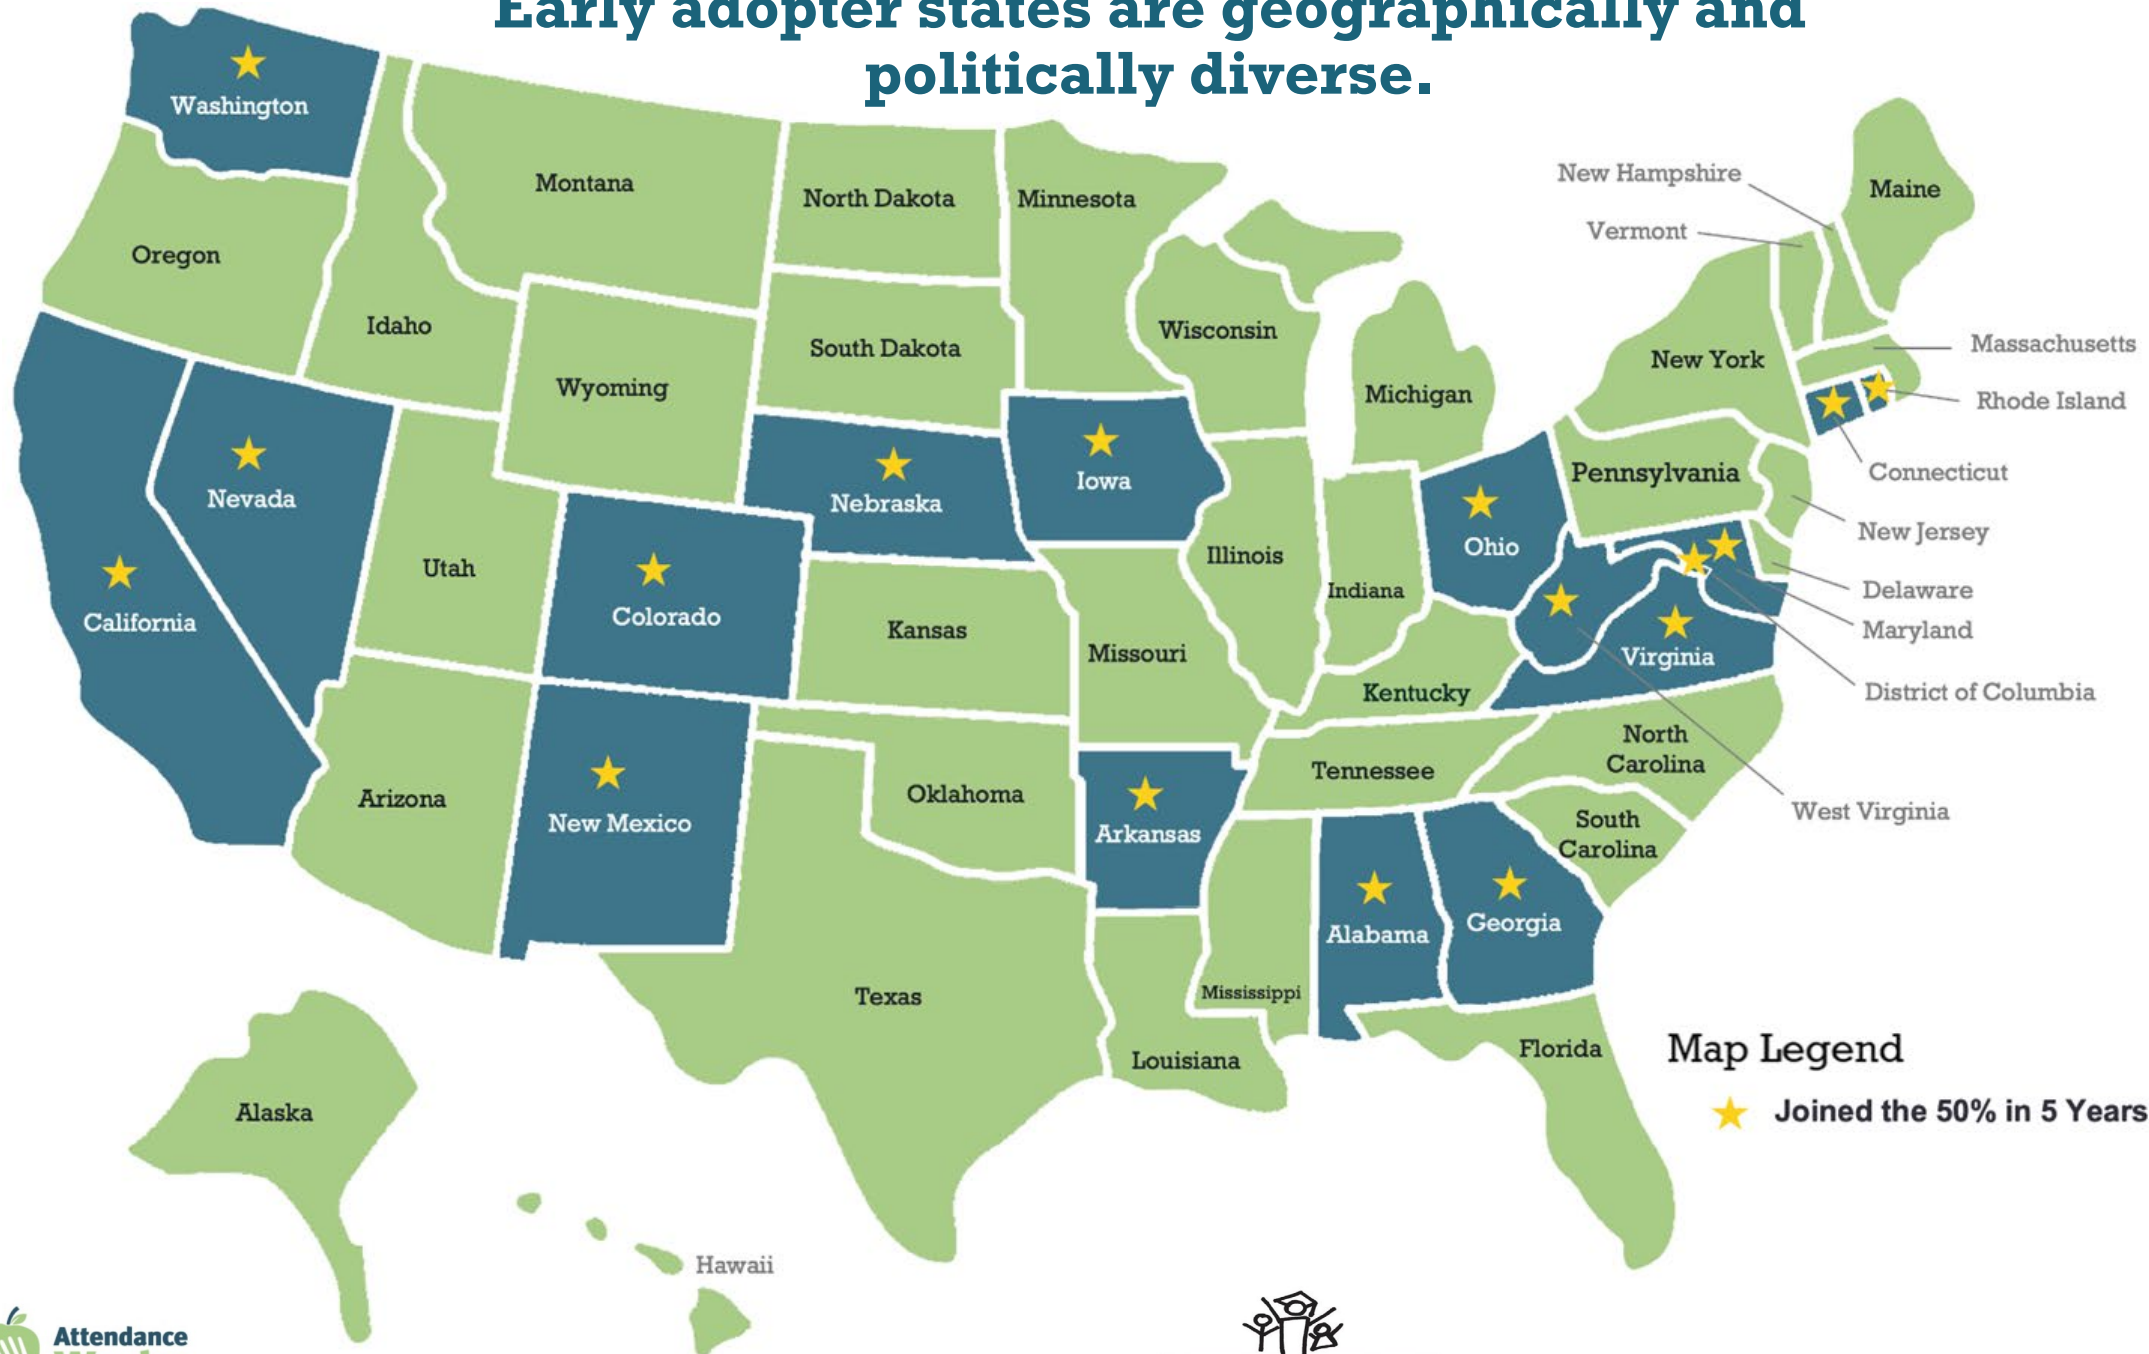 Early adopter states are geographically and
politically diverse.
Washington
Montana
North Dakota
Minnesota
New Hampshire
Maine
Vermont
Oregon
Idaho
Wisconsin
South Dakota
Massachusetts
New York
Wyoming
Michigan
Rhode Island
Nevada
Nebraska
Iowa
Pennsylvania
Connecticut
New Jersey
Utah
Illinois
Ohio
Indiana
Delaware
California
Colorado
Kansas
Missouri
Maryland
Virginia
Kentucky
District of Columbia
Arizona
New Mexico
Oklahoma
Tennessee
North
Carolina
West Virginia
Arkansas
South
Carolina
Alabama
Georgia
Texas
Mississippi
Louisiana
Florida
Map Legend
Joined the 50% in 5 Years
Alaska
Hawaii
Attendance